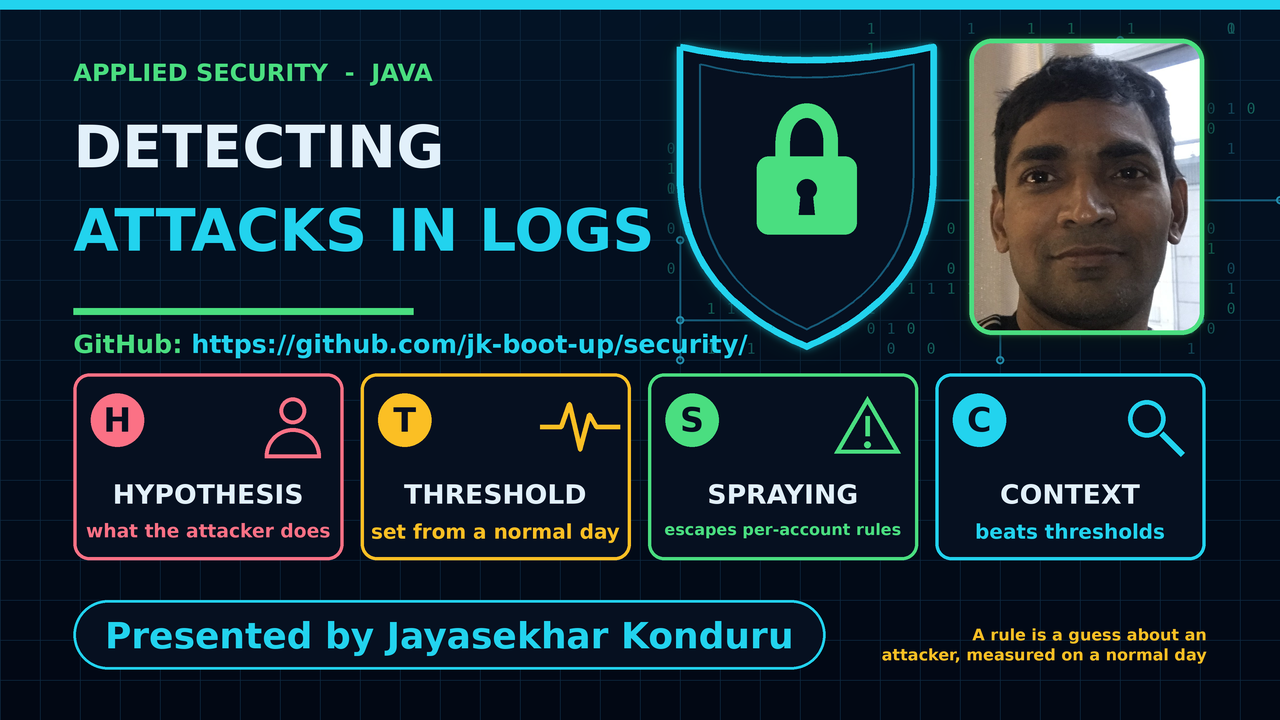 APPLIED SECURITY - JAVA
DETECTING
ATTACKS IN LOGS
GitHub: https://github.com/jk-boot-up/security/
H
HYPOTHESIS
what the attacker does
T
THRESHOLD
set from a normal day
S
SPRAYING
escapes per-account rules
C
CONTEXT
beats thresholds
Presented by Jayasekhar Konduru
A rule is a guess about an
attacker, measured on a normal day